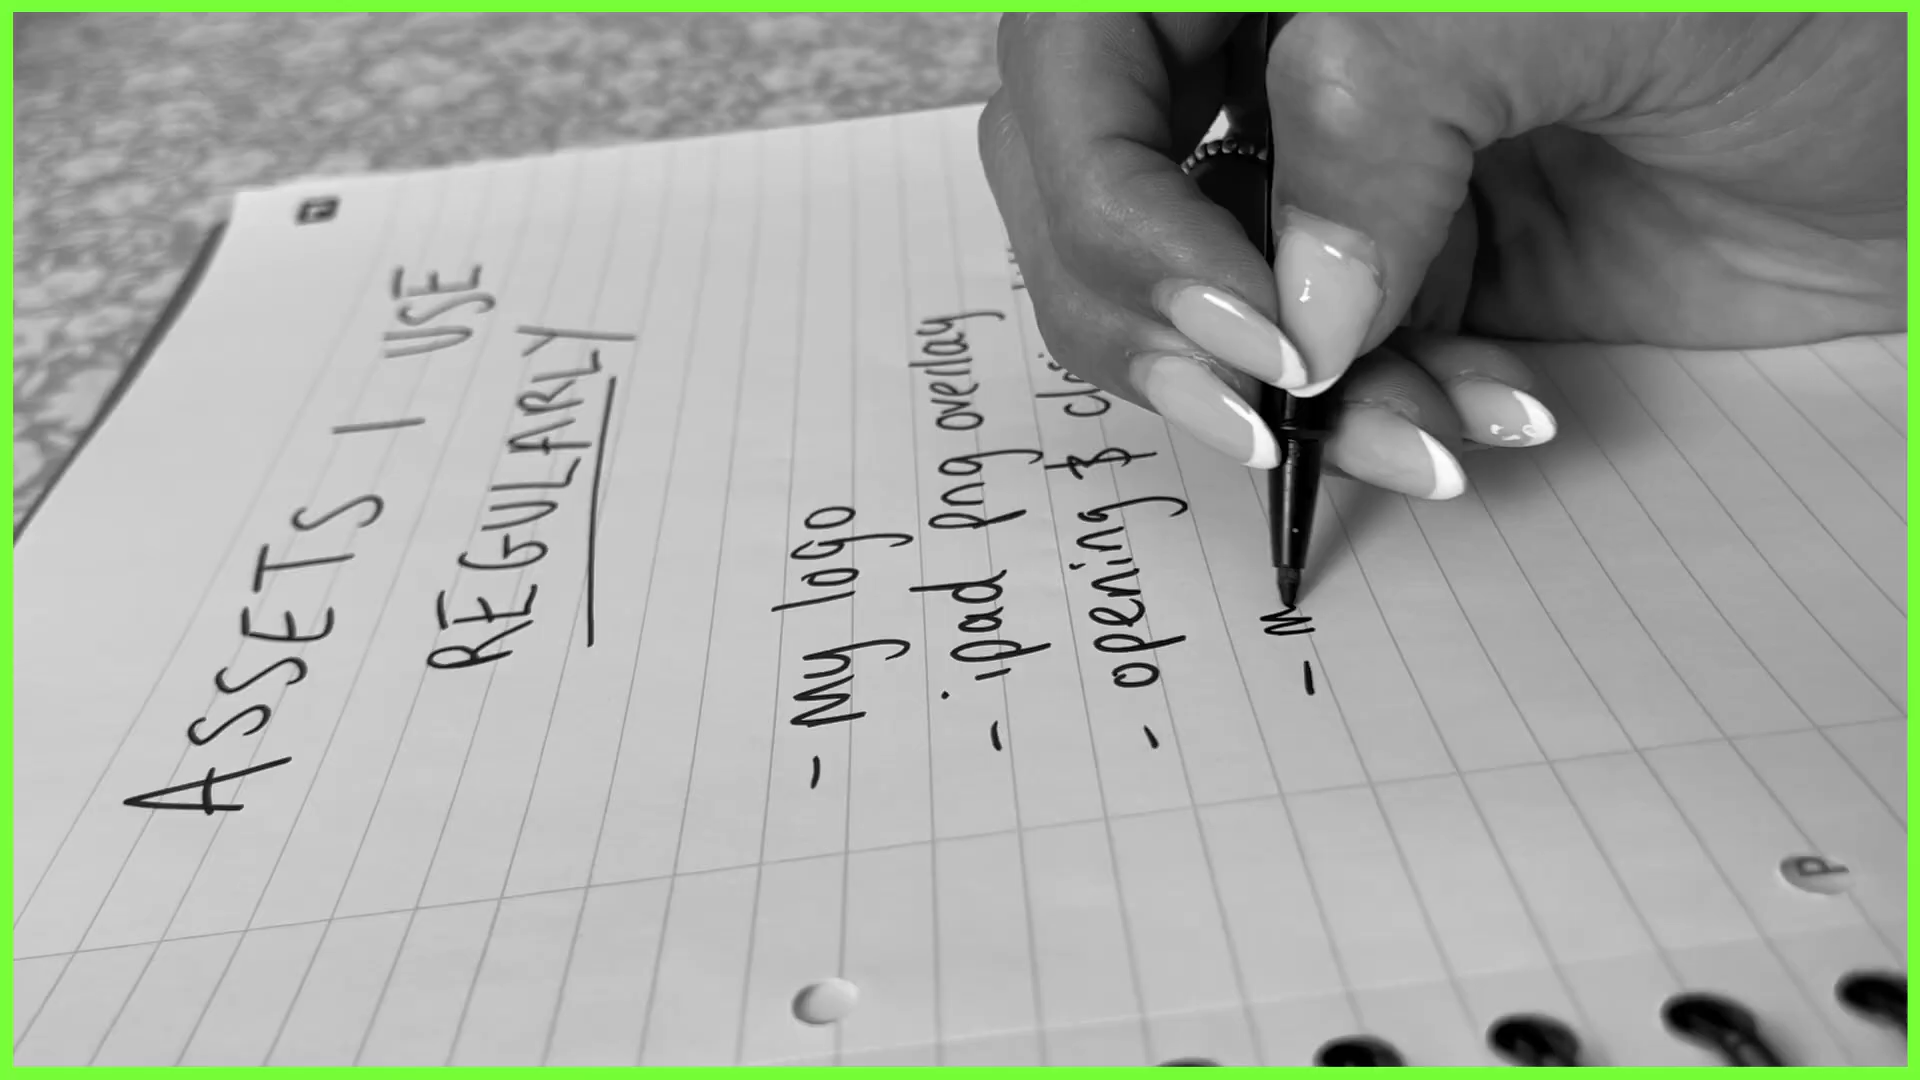 ASSETS I USE
REGULARLY
- my logo
- ipad png overlay
- opening &
- m
P